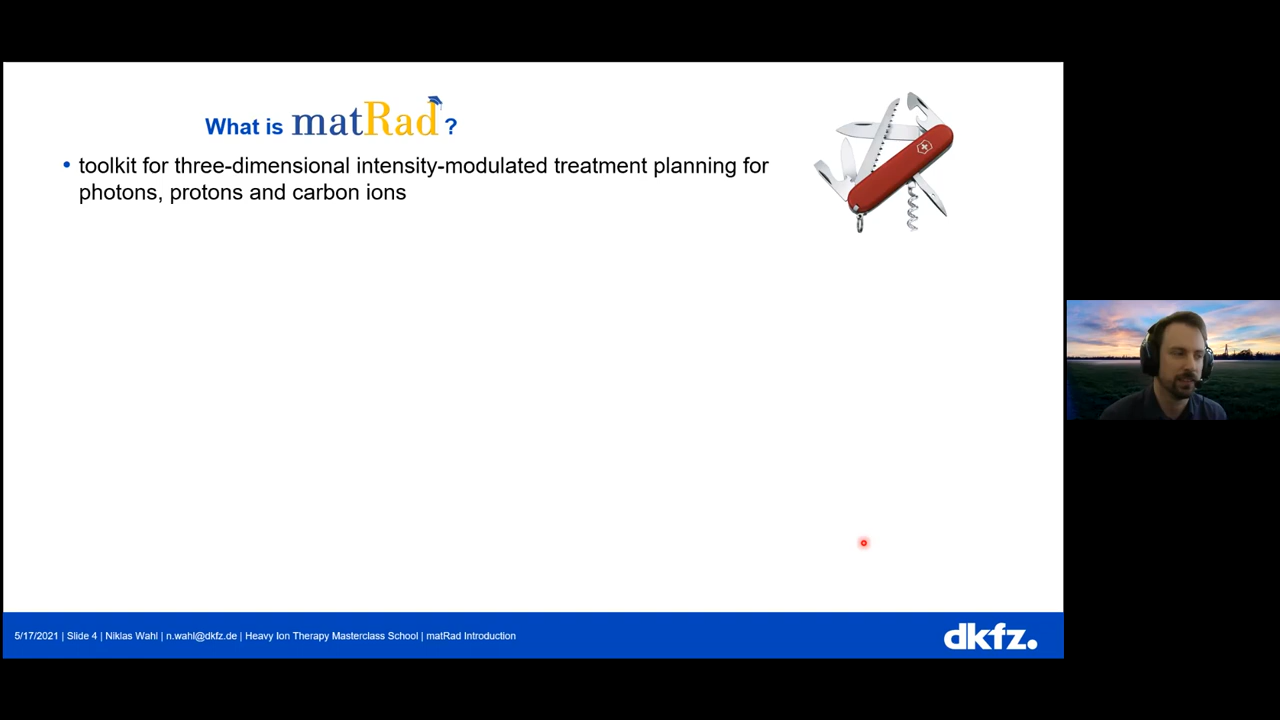 What is matRad ?
• toolkit for three-dimensional intensity-modulated treatment planning for
photons, protons and carbon ions
5/17/2021 | Slide 4 | Niklas Wahl | n.wahl@dkfz.de | Heavy Ion Therapy Masterclass School | matRad Introduction
dkfz.